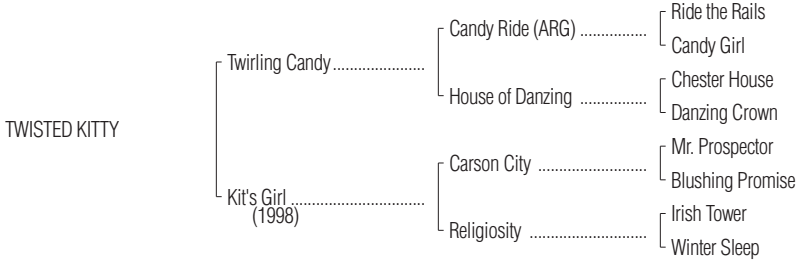 Ride the Rails
Candy Ride (ARG) ................
Candy Girl
Twirling Candy......................
Chester House
House of Danzing ................
Danzing Crown
TWISTED KITTY
Mr. Prospector
Carson City ..........................
Blushing Promise
Kit's Girl ................................
(1998)
Irish Tower
Religiosity ............................
Winter Sleep